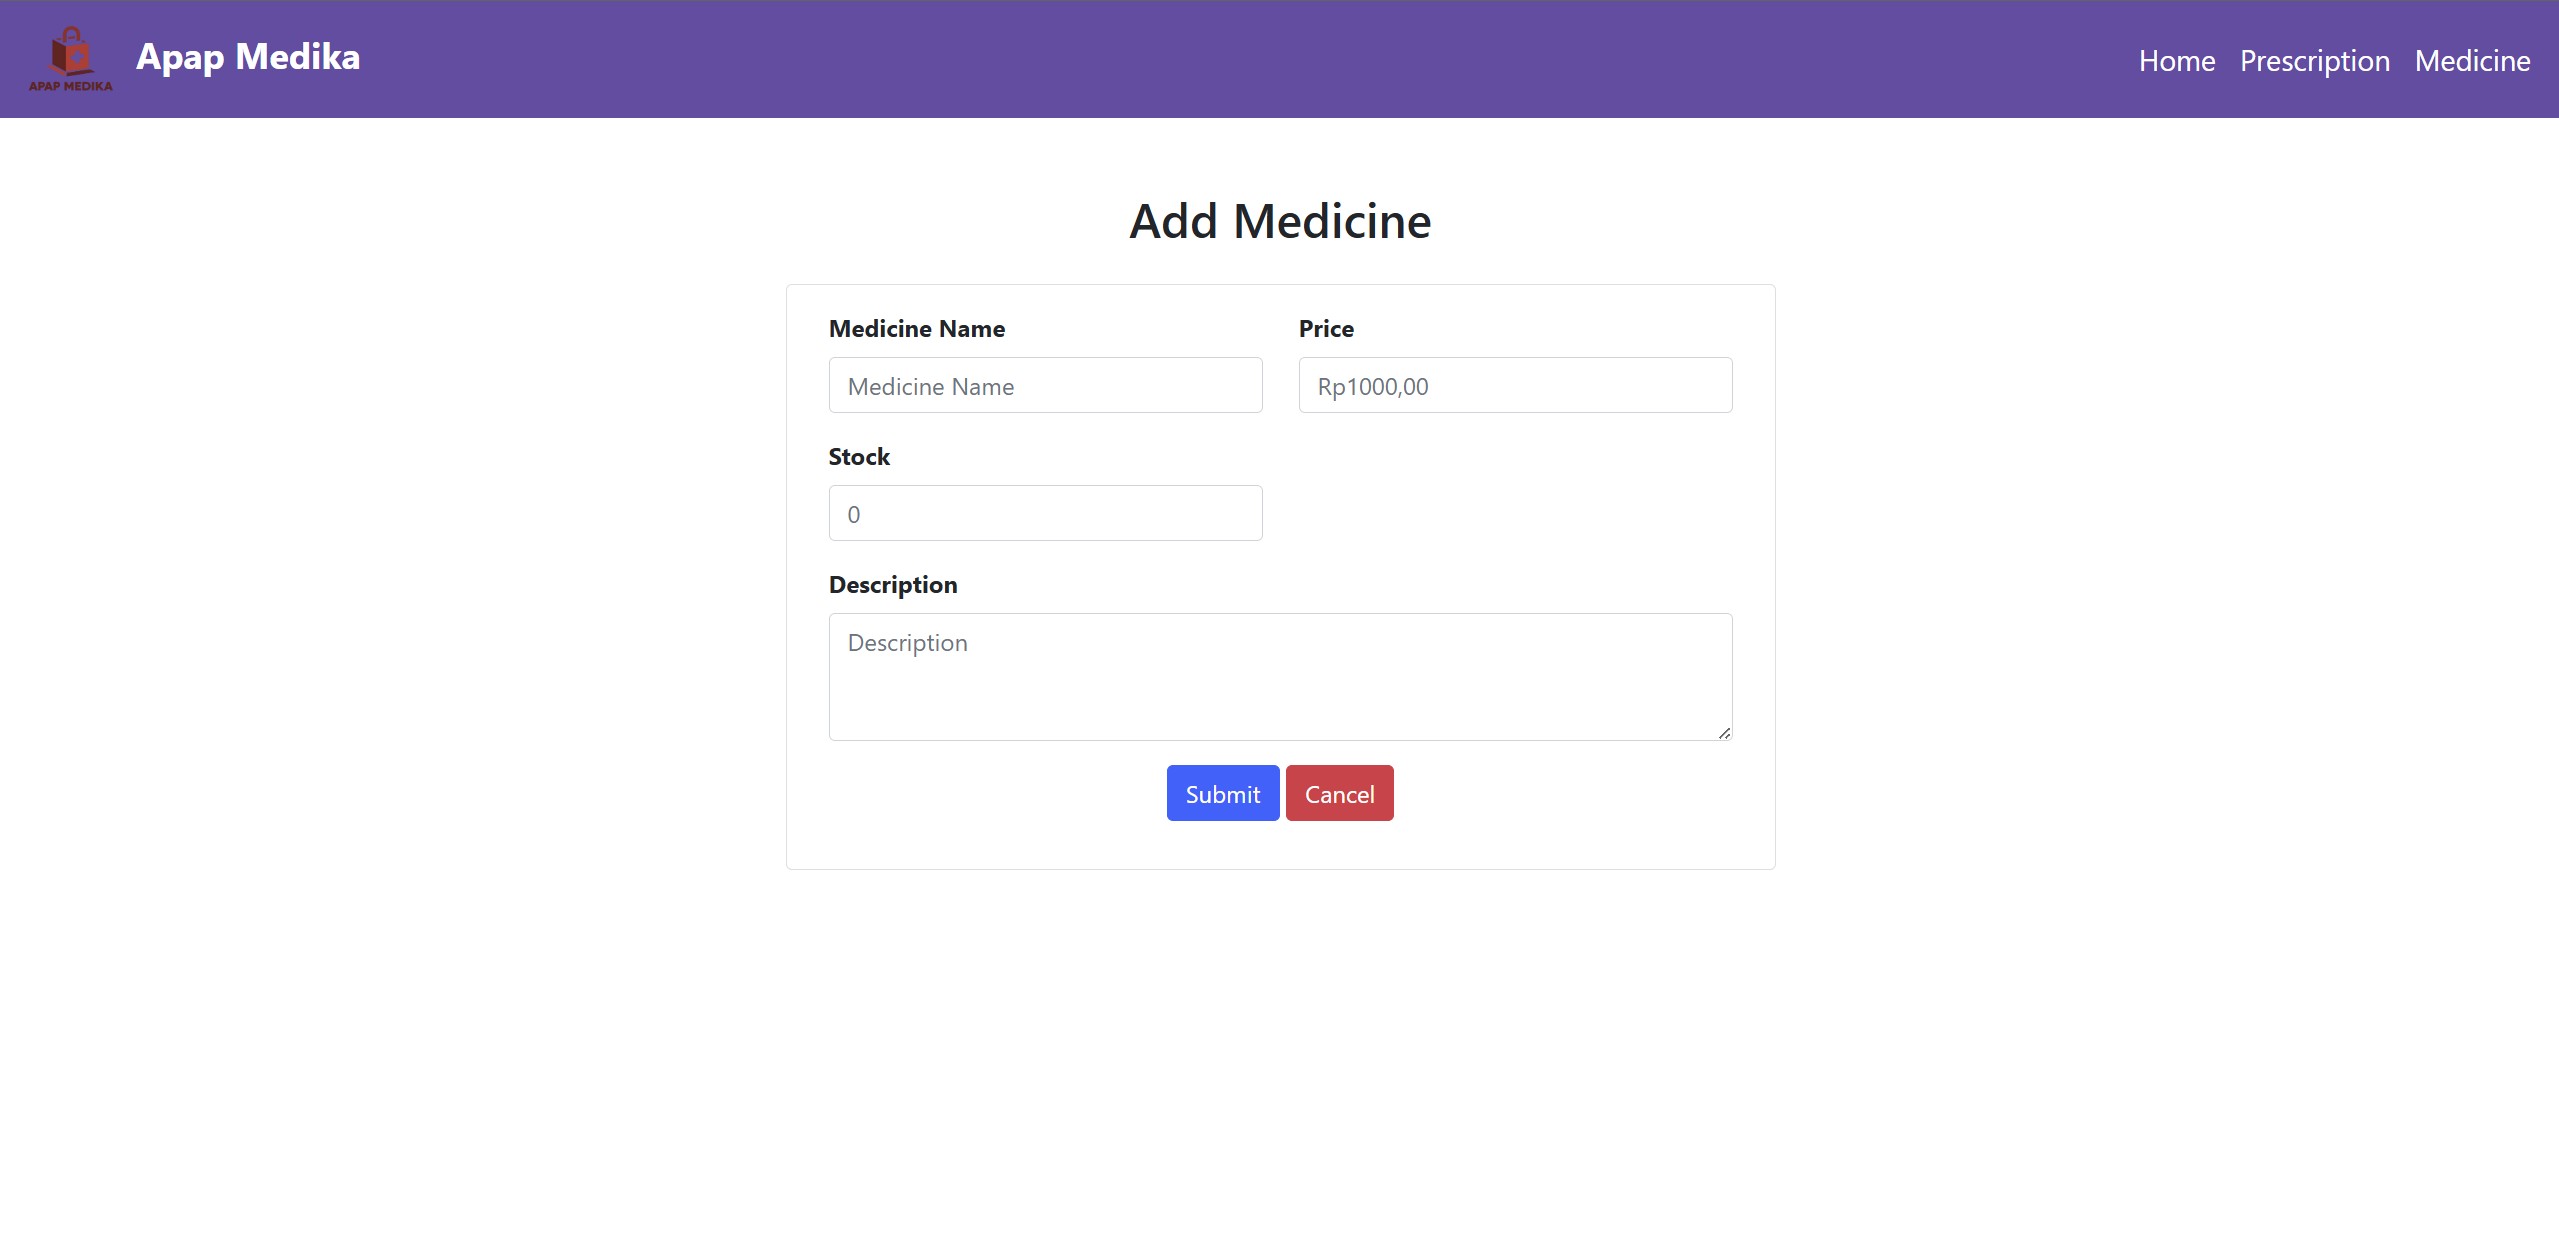 APAP MEDIKA
Apap Medika
Home Prescription Medicine
Add Medicine
Medicine Name Price
Medicine Name Rp1000,00
Stock
0
Description
Description
Submit Cancel